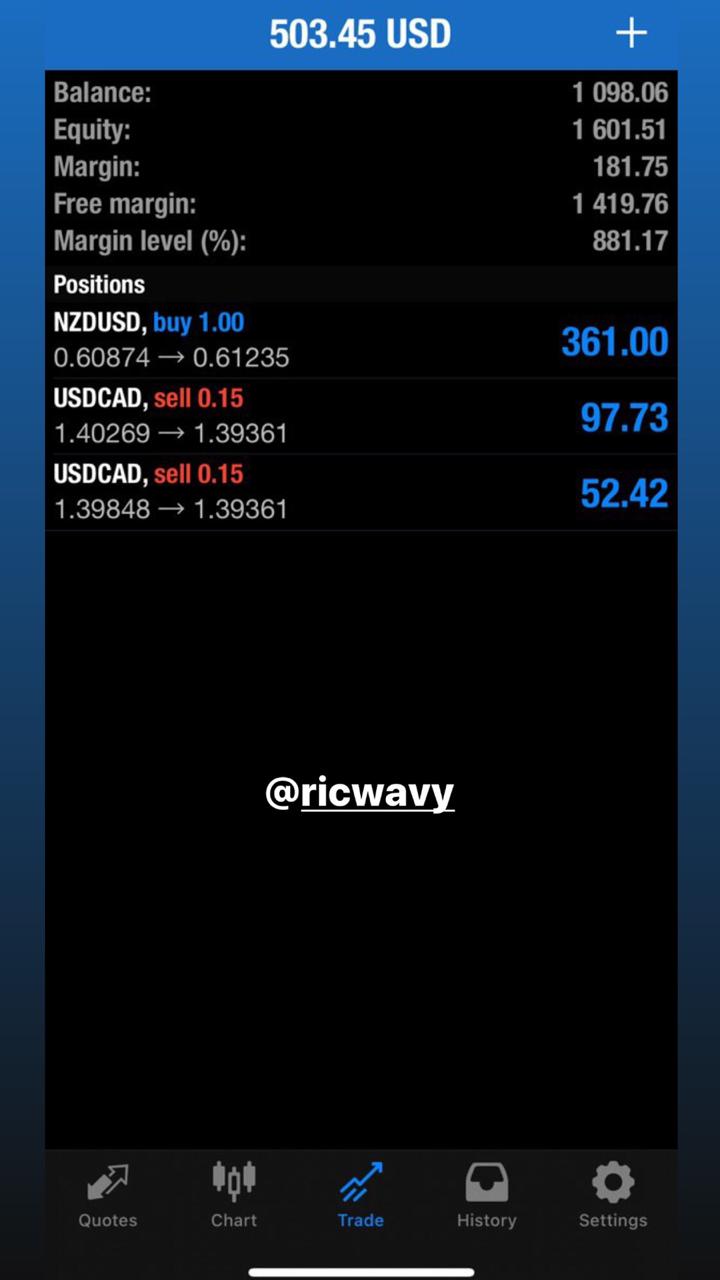 503.45 USD +
Balance: 1 098.06
Equity: 1 601.51
Margin: 181.75
Free margin: 1 419.76
Margin level (%): 881.17
Positions
NZDUSD, buy 1.00
0.60874 → 0.61235 361.00
USDCAD, sell 0.15
1.40269 → 1.39361 97.73
USDCAD, sell 0.15
1.39848 → 1.39361 52.42
@ricwavy
Quotes Chart Trade History Settings